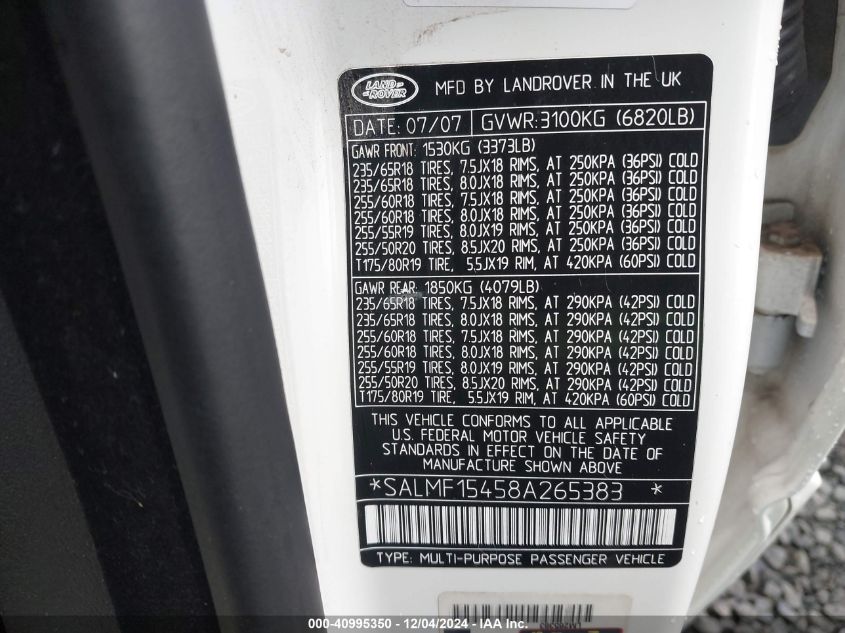 LAND
ROVER
MFD BY LANDROVER IN THE UK
DATE: 07/07 GVWR:3100KG (6820LB)
GAWR FRONT: 1530KG (3373LB)
235/65R18 TIRES, 7.5JX18 RIMS, AT 250KPA (36PSI) COLD
235/65R18 TIRES, 8.0JX18 RIMS, AT 250KPA (36PSI) COLD
255/60R18 TIRES, 7.5JX18 RIMS, AT 250KPA (36PSI) COLD
255/60R18 TIRES, 8.0JX18 RIMS, AT 250KPA (36PSI) COLD
255/55R19 TIRES, 8.0JX19 RIMS, AT 250KPA (36PSI) COLD
255/50R20 TIRES, 8.5JX20 RIMS, AT 250KPA (36PSI) COLD
T175/80R19 TIRE, 5.5JX19 RIM, AT 420KPA (60PSI) COLD
GAWR REAR: 1850KG (4079LB)
235/65R18 TIRES, 7.5JX18 RIMS, AT 290KPA (42PSI) COLD
235/65R18 TIRES, 8.0JX18 RIMS, AT 290KPA (42PSI) COLD
255/60R18 TIRES, 7.5JX18 RIMS, AT 290KPA (42PSI) COLD
255/60R18 TIRES, 8.0JX18 RIMS, AT 290KPA (42PSI) COLD
255/55R19 TIRES, 8.0JX19 RIMS, AT 290KPA (42PSI) COLD
255/50R20 TIRES, 8.5JX20 RIMS, AT 290KPA (42PSI) COLD
T175/80R19 TIRE, 5.5JX19 RIM, AT 420KPA (60PSI) COLD
THIS VEHICLE CONFORMS TO ALL APPLICABLE
U.S. FEDERAL MOTOR VEHICLE SAFETY
STANDARDS IN EFFECT ON THE DATE OF
MANUFACTURE SHOWN ABOVE
*SALMF15458A265383 *
TYPE: MULTI-PURPOSE PASSENGER VEHICLE
000-40995350 - 12/04/2024 - IAA Inc.